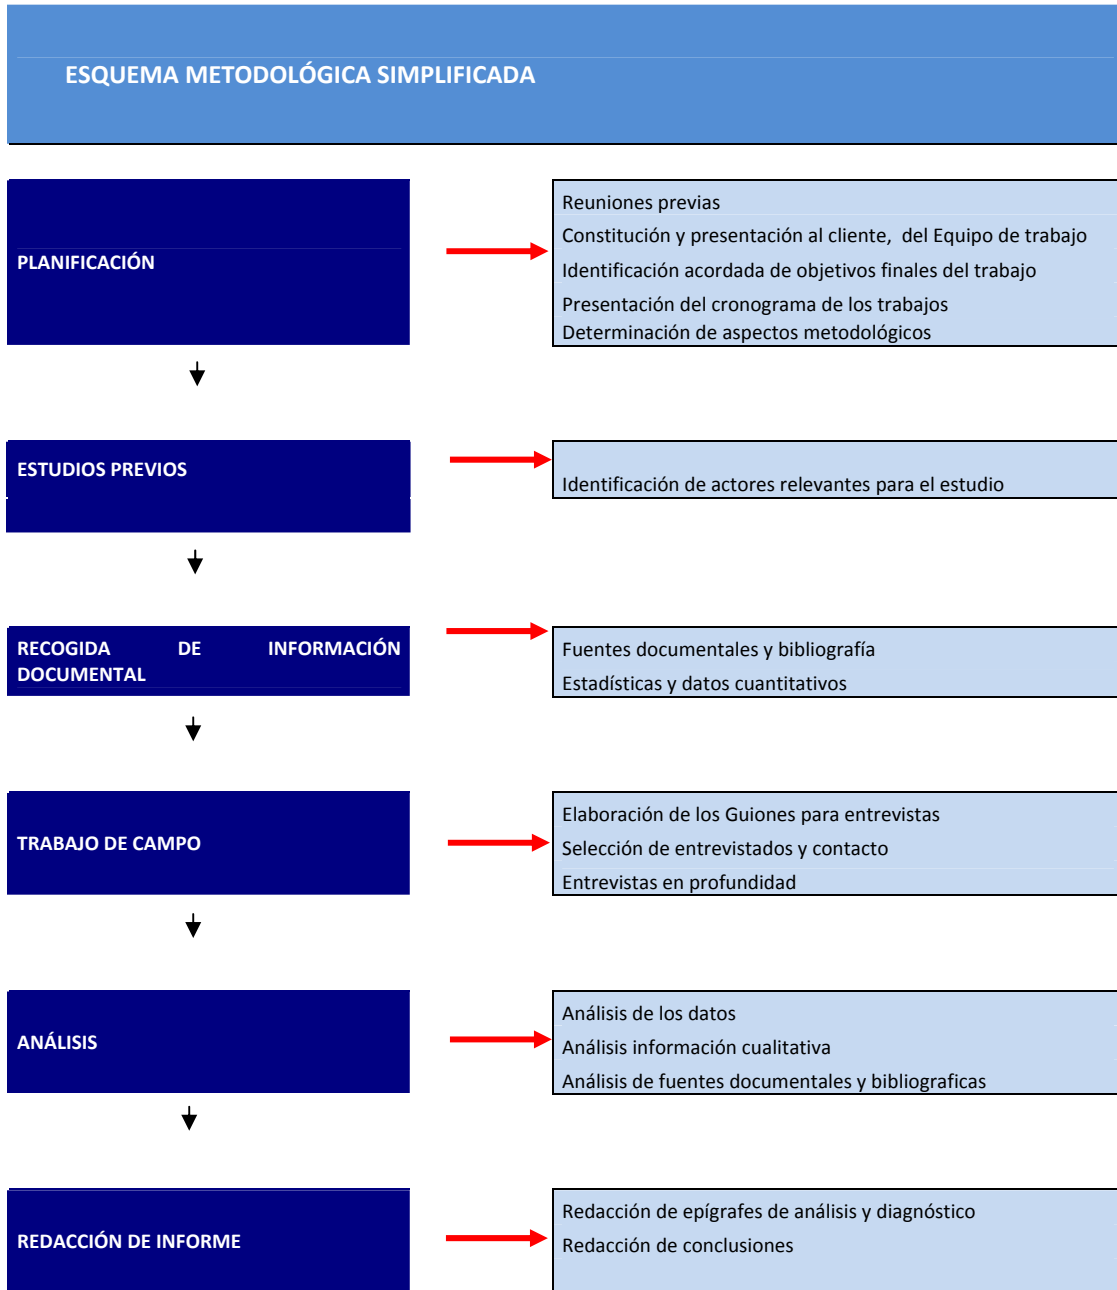 ESQUEMA METODOLÓGICA SIMPLIFICADA
PLANIFICACIÓN
Reuniones previas
Constitución y presentación al cliente, del Equipo de trabajo
Identificación acordada de objetivos finales del trabajo
Presentación del cronograma de los trabajos
Determinación de aspectos metodológicos
ESTUDIOS PREVIOS
Identificación de actores relevantes para el estudio
RECOGIDA DE INFORMACIÓN
DOCUMENTAL
Fuentes documentales y bibliografía
Estadísticas y datos cuantitativos
TRABAJO DE CAMPO
Elaboración de los Guiones para entrevistas
Selección de entrevistados y contacto
Entrevistas en profundidad
ANÁLISIS
Análisis de los datos
Análisis información cualitativa
Análisis de fuentes documentales y bibliograficas
REDACCIÓN DE INFORME
Redacción de epígrafes de análisis y diagnóstico
Redacción de conclusiones